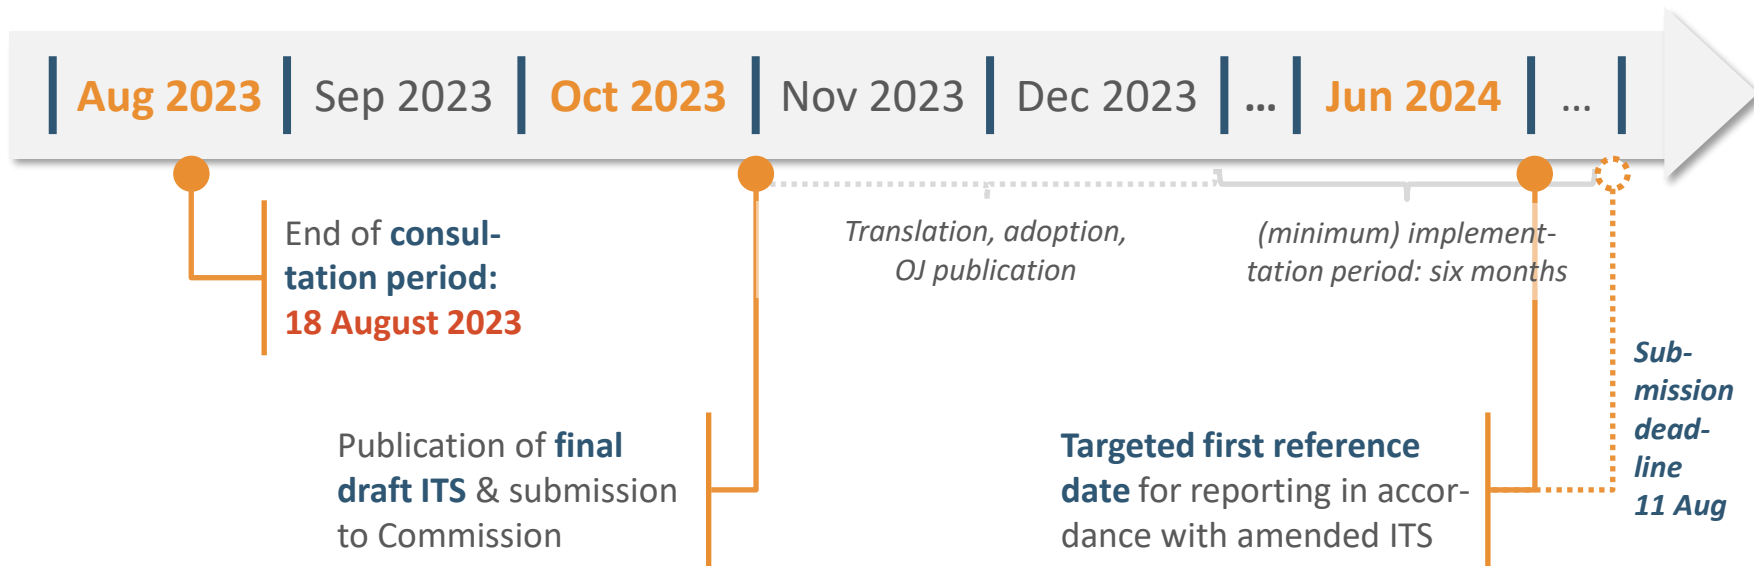 Aug 2023 Sep 2023 Oct 2023 Nov 2023 Dec 2023 ... Jun 2024 ...
End of consul-
tation period:
18 August 2023
Translation, adoption,
OJ publication
(minimum) implemen-
tation period: six months
Publication of final
draft ITS & submission
to Commission
Targeted first reference
date for reporting in accor-
dance with amended ITS
Sub-
mission
dead-
line
11 Aug